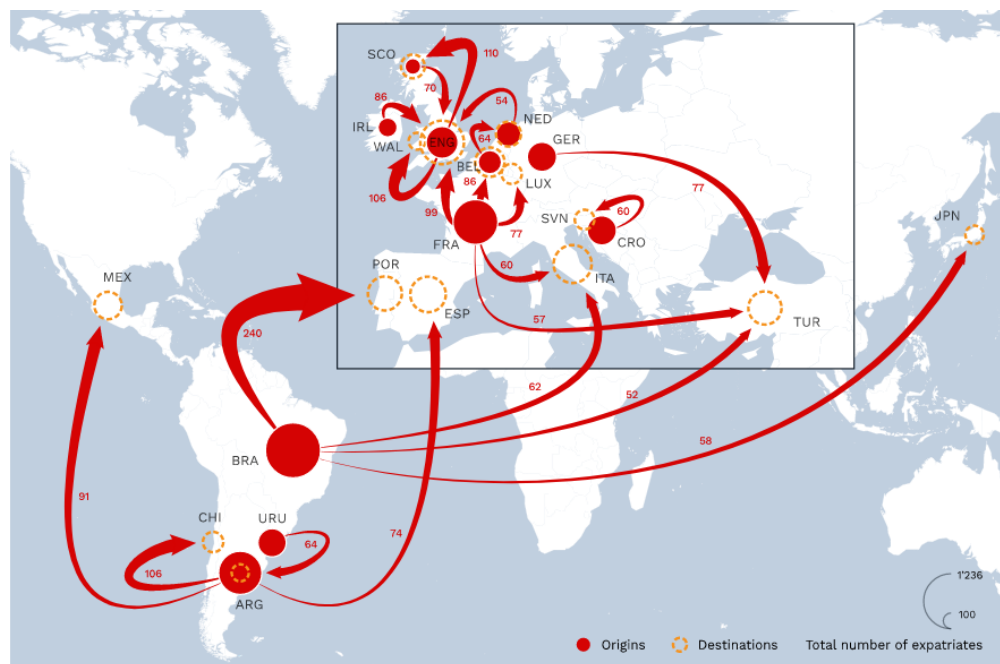 SCO
110
70
86
54
IRL
NED
WAL
ENG
64
GER
BEL
LUX
106
86
99
77
77
SVN
60
JPN
FRA
CRO
POR
60
ITA
MEX
ESP
57
TUR
240
62
52
58
BRA
91
CHI
URU
74
64
106
ARG
1'236
100
Origins
Destinations
Total number of expatriates